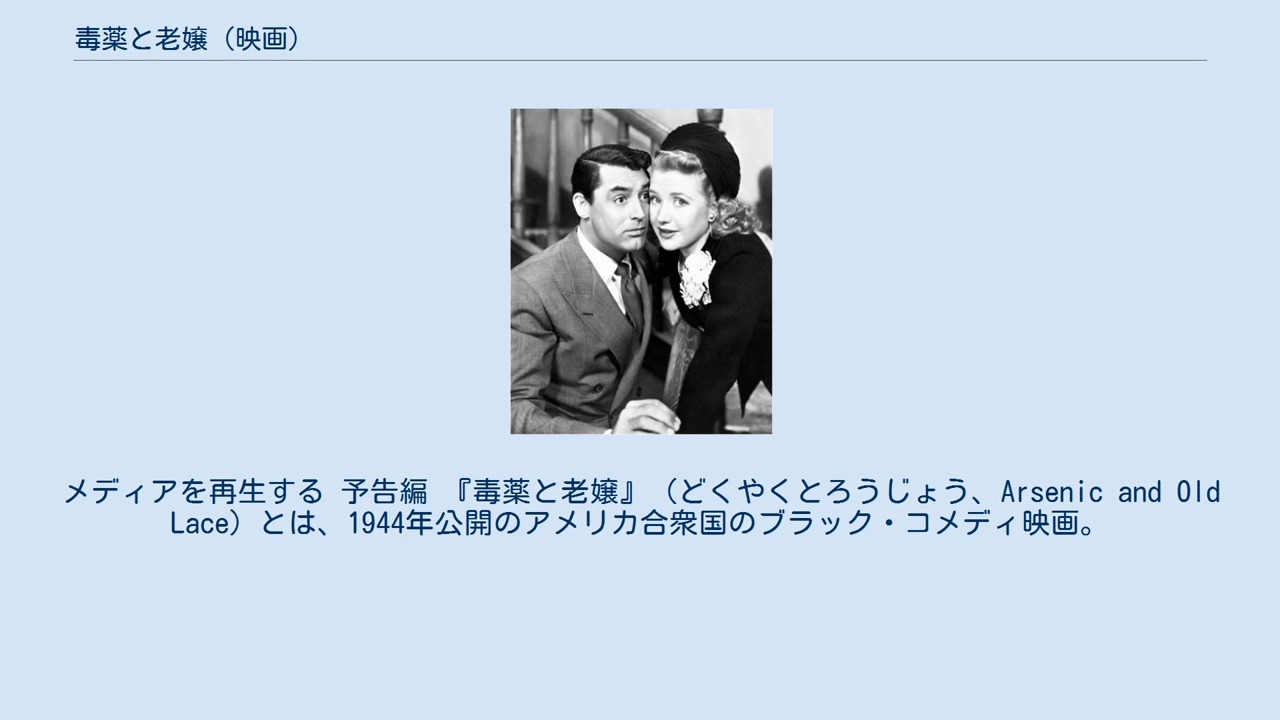 毒薬と老嬢（映画）
メディアを再生する 予告編 『毒薬と老嬢』（どくやくとろうじょう、Arsenic and Old
Lace）とは、1944年公開のアメリカ合衆国のブラック・コメディ映画。